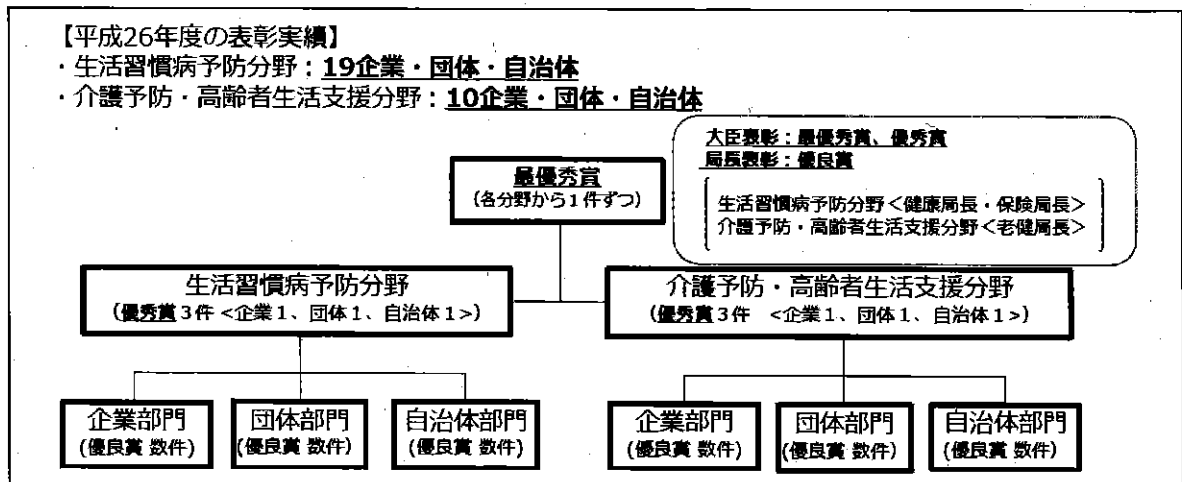 【平成26年度の表彰実績】
・生活習慣病予防分野：19企業・団体・自治体
・介護予防・高齢者生活支援分野：10企業・団体・自治体
大臣表彰：最優秀賞、優秀賞
局長表彰：優良賞
生活習慣病予防分野＜健康局長・保険局長＞
介護予防・高齢者生活支援分野＜老健局長＞
最優秀賞
（各分野から１件ずつ）
生活習慣病予防分野
（優秀賞３件 <企業１、団体１、自治体１>）
介護予防・高齢者生活支援分野
（優秀賞３件 <企業１、団体１、自治体１>）
企業部門
(優良賞 数件)
団体部門
(優良賞 数件)
自治体部門
(優良賞 数件)
企業部門
(優良賞 数件)
団体部門
(優良賞 数件)
自治体部門
(優良賞 数件)